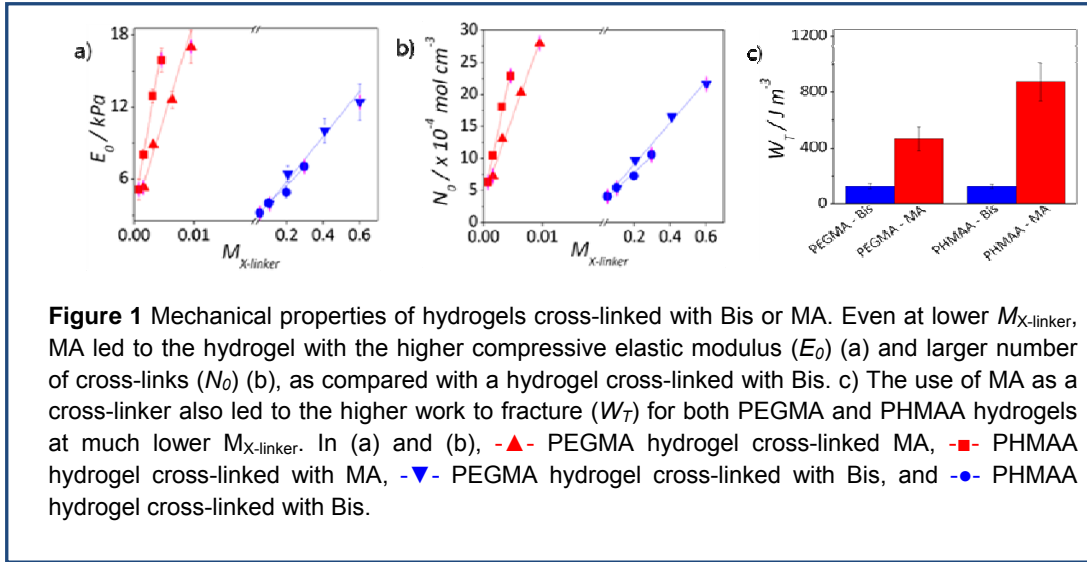 a)
18
12
6
E0 / kPa
0.00 0.01 0.2 0.4 0.6
MX-linker
b)
30
25
20
15
10
5
0
N0 / x 10-4 mol cm-3
0.00 0.01 0.2 0.4 0.6
MX-linker
c)
1200
800
400
0
WT / J m-3
PEGMA - Bis
PEGMA - MA
PHMAA - Bis
PHMAA - MA
Figure 1 Mechanical properties of hydrogels cross-linked with Bis or MA. Even at lower MX-linker,
MA led to the hydrogel with the higher compressive elastic modulus (E0) (a) and larger number
of cross-links (N0) (b), as compared with a hydrogel cross-linked with Bis. c) The use of MA as a
cross-linker also led to the higher work to fracture (WT) for both PEGMA and PHMAA hydrogels
at much lower MX-linker. In (a) and (b), -▲- PEGMA hydrogel cross-linked MA, -■- PHMAA
hydrogel cross-linked with MA, -▼- PEGMA hydrogel cross-linked with Bis, and -●- PHMAA
hydrogel cross-linked with Bis.